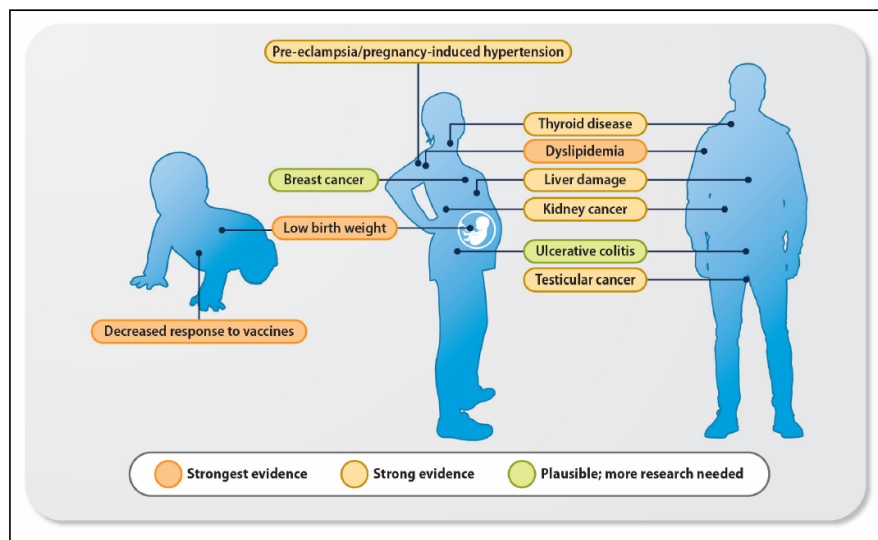 Pre-eclampsia/pregnancy-induced hypertension
Thyroid disease
Dyslipidemia
Breast cancer
Liver damage
Kidney cancer
Low birth weight
Ulcerative colitis
Testicular cancer
Decreased response to vaccines
Strongest evidence
Strong evidence
Plausible; more research needed